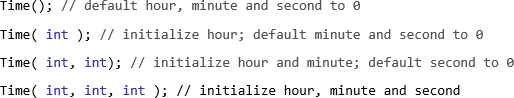 Time(); // default hour, minute and second to 0
Time( int ); // initialize hour; default minute and second to 0
Time( int, int); // initialize hour and minute; default second to 0
Time( int, int, int ); // initialize hour, minute and second